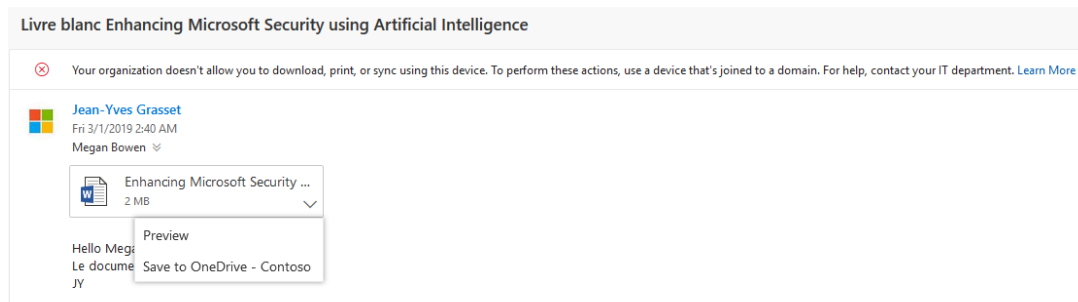 Livre blanc Enhancing Microsoft Security using Artificial Intelligence
Your organization doesn't allow you to download, print, or sync using this device. To perform these actions, use a device that's joined to a domain. For help, contact your IT department. Learn More
Jean-Yves Grasset
Fri 3/1/2019 2:40 AM
Megan Bowen
Enhancing Microsoft Security ...
2 MB
Preview
Save to OneDrive - Contoso
Hello Mega
Le docume
JY